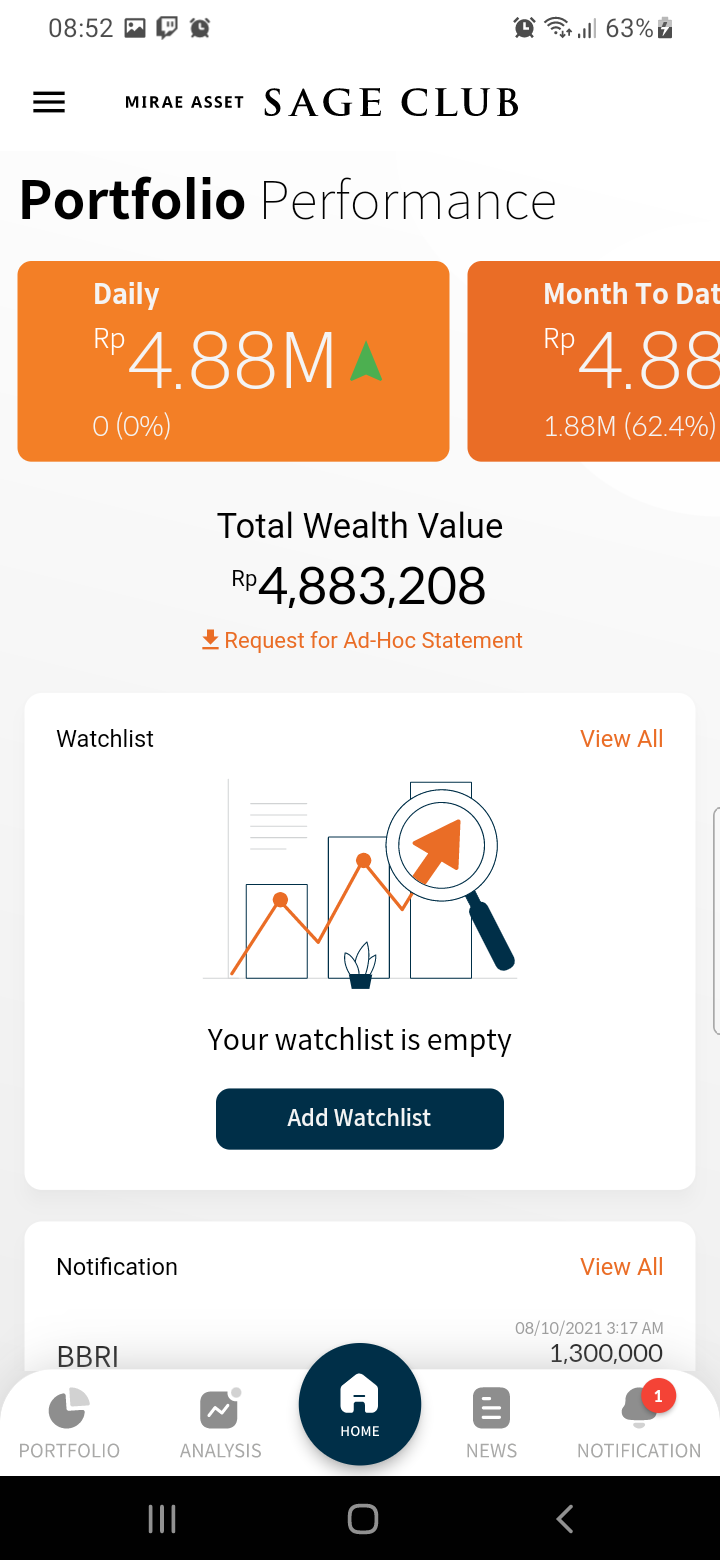 08:52 63%
MIRAE ASSET SAGE CLUB
Portfolio Performance
Daily
Rp 4.88M
0 (0%)
Month To Dat
Rp 4.88
1.88M (62.4%)
Total Wealth Value
Rp4,883,208
Request for Ad-Hoc Statement
Watchlist View All
Your watchlist is empty
Add Watchlist
Notification View All
08/10/2021 3:17 AM
BBRI 1,300,000
PORTFOLIO ANALYSIS HOME NEWS 1 NOTIFICATION